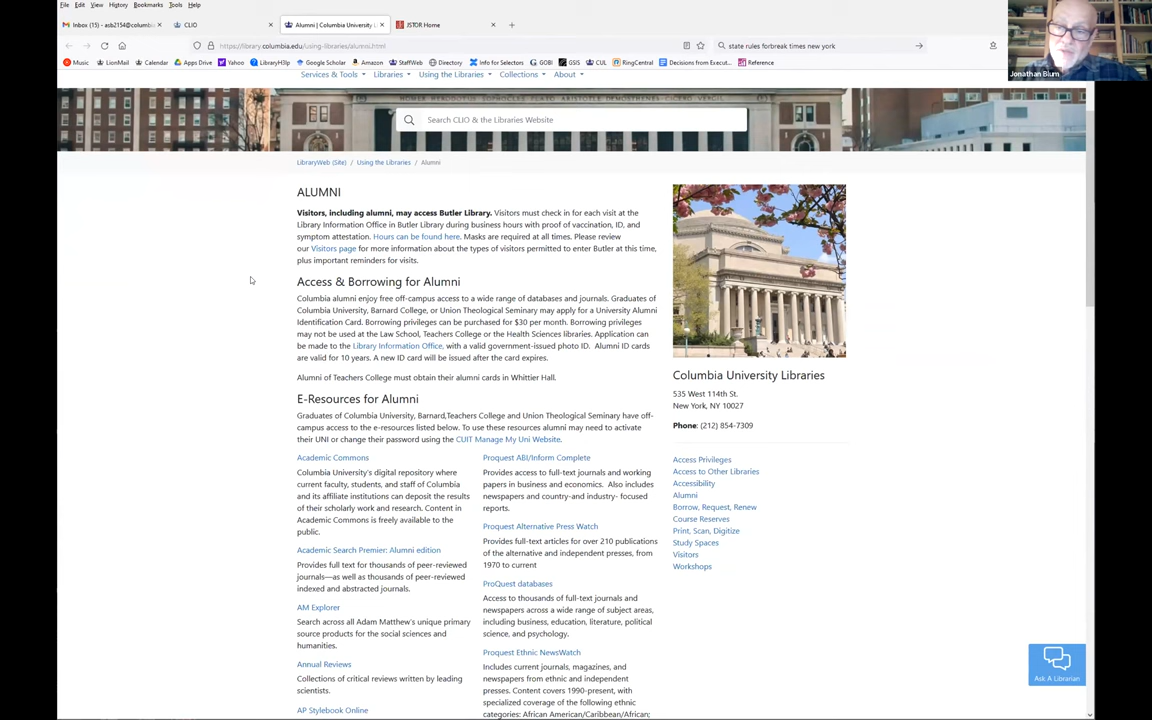 File Edit View History Bookmarks Tools Help
Inbox (15) - asb2154@columbi
CLIO
Alumni | Columbia University L
JSTOR Home
https://library.columbia.edu/using-libraries/alumni.html
state rules forbreak times new york
Music LionMail Calendar Apps Drive Yahoo LibraryH3lp Google Scholar Amazon StaffWeb Directory Info for Selectors GOBI GSIS CUL RingCentral Decisions from Execut... Reference
Jonathan Blum
Services & Tools Libraries Using the Libraries Collections About
HOMER HERODOTUS SOPHOCLES PLATO ARISTOTLE DEMOSTHENES CICERO VERGIL
Search CLIO & the Libraries Website
LibraryWeb (Site) / Using the Libraries / Alumni
ALUMNI
Visitors, including alumni, may access Butler Library. Visitors must check in for each visit at the
Library Information Office in Butler Library during business hours with proof of vaccination, ID, and
symptom attestation. Hours can be found here. Masks are required at all times. Please review
our Visitors page for more information about the types of visitors permitted to enter Butler at this time,
plus important reminders for visits.
Access & Borrowing for Alumni
Columbia alumni enjoy free off-campus access to a wide range of databases and journals. Graduates of
Columbia University, Barnard College, or Union Theological Seminary may apply for a University Alumni
Identification Card. Borrowing privileges can be purchased for $30 per month. Borrowing privileges
may not be used at the Law School, Teachers College or the Health Sciences libraries. Application can
be made to the Library Information Office, with a valid government-issued photo ID. Alumni ID cards
are valid for 10 years. A new ID card will be issued after the card expires.
Alumni of Teachers College must obtain their alumni cards in Whittier Hall.
E-Resources for Alumni
Graduates of Columbia University, Barnard,Teachers College and Union Theological Seminary have off-
campus access to the e-resources listed below. To use these resources alumni may need to activate
their UNI or change their password using the CUIT Manage My Uni Website.
Academic Commons
Columbia University's digital repository where
current faculty, students, and staff of Columbia
and its affiliate institutions can deposit the results
of their scholarly work and research. Content in
Academic Commons is freely available to the
public.
Academic Search Premier: Alumni edition
Provides full text for thousands of peer-reviewed
journals—as well as thousands of peer-reviewed
indexed and abstracted journals.
AM Explorer
Search across all Adam Matthew's unique primary
source products for the social sciences and
humanities.
Annual Reviews
Collections of critical reviews written by leading
scientists.
AP Stylebook Online
Proquest ABI/Inform Complete
Provides access to full-text journals and working
papers in business and economics. Also includes
newspapers and country-and industry- focused
reports.
Proquest Alternative Press Watch
Provides full-text articles for over 210 publications
of the alternative and independent presses, from
1970 to current
ProQuest databases
Access to thousands of full-text journals and
newspapers across a wide range of subject areas,
including business, education, literature, political
science, and psychology.
Proquest Ethnic NewsWatch
Includes current journals, magazines, and
newspapers from ethnic and independent
presses. Content covers 1990-present, with
specialized coverage of the following ethnic
categories: African American/Caribbean/African;
Columbia University Libraries
535 West 114th St.
New York, NY 10027
Phone: (212) 854-7309
Access Privileges
Access to Other Libraries
Accessibility
Alumni
Borrow, Request, Renew
Course Reserves
Print, Scan, Digitize
Study Spaces
Visitors
Workshops
Ask A Librarian